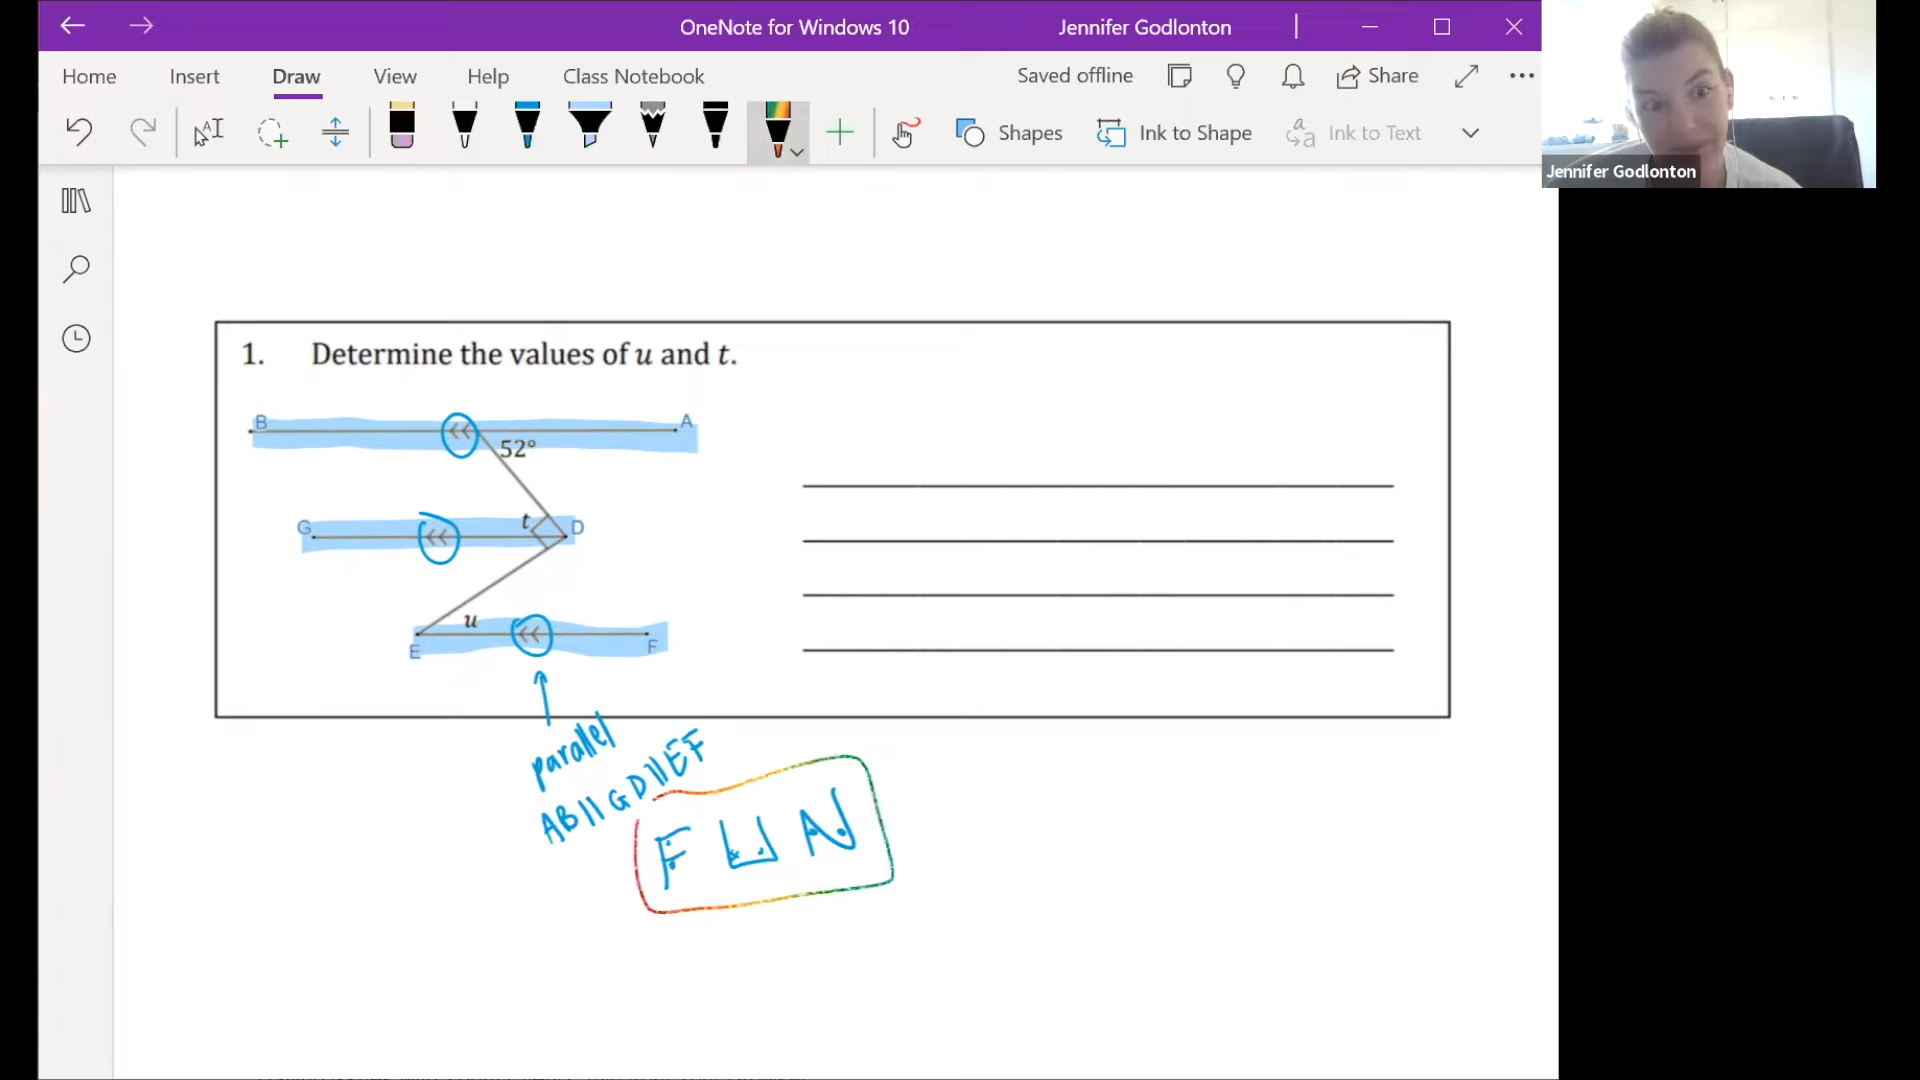 OneNote for Windows 10
Jennifer Godlonton
Home Insert Draw View Help Class Notebook
Saved offline
Share
Shapes
Ink to Shape
Ink to Text
Jennifer Godlonton
1. Determine the values of u and t.
B A
52°
G t D
u
E F
parallel
AB||GD||EF
FUN